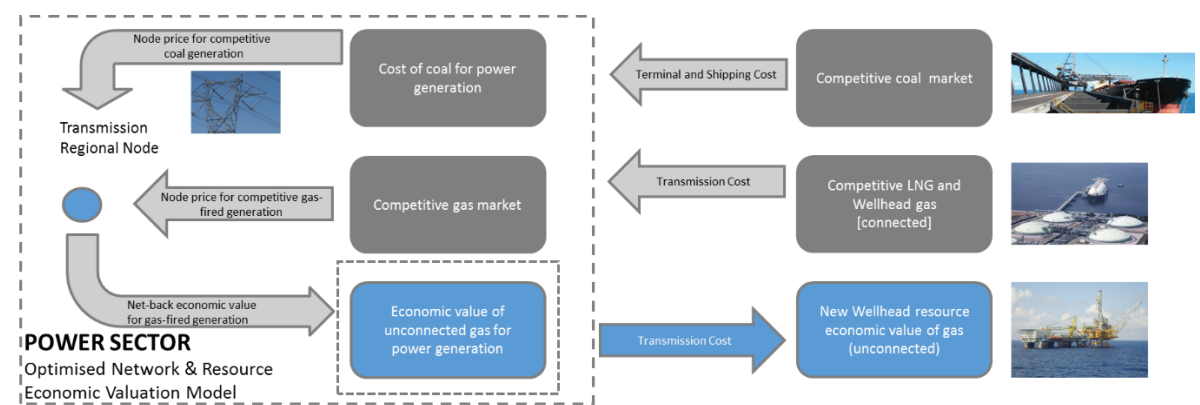 Node price for competitive
coal generation
Cost of coal for power
generation
Terminal and Shipping Cost
Competitive coal market
Transmission
Regional Node
Node price for competitive gas-
fired generation
Competitive gas market
Transmission Cost
Competitive LNG and
Wellhead gas
[connected]
Net-back economic value
for gas-fired generation
Economic value of
unconnected gas for
power generation
Transmission Cost
New Wellhead resource
economic value of gas
(unconnected)
POWER SECTOR
Optimised Network & Resource
Economic Valuation Model